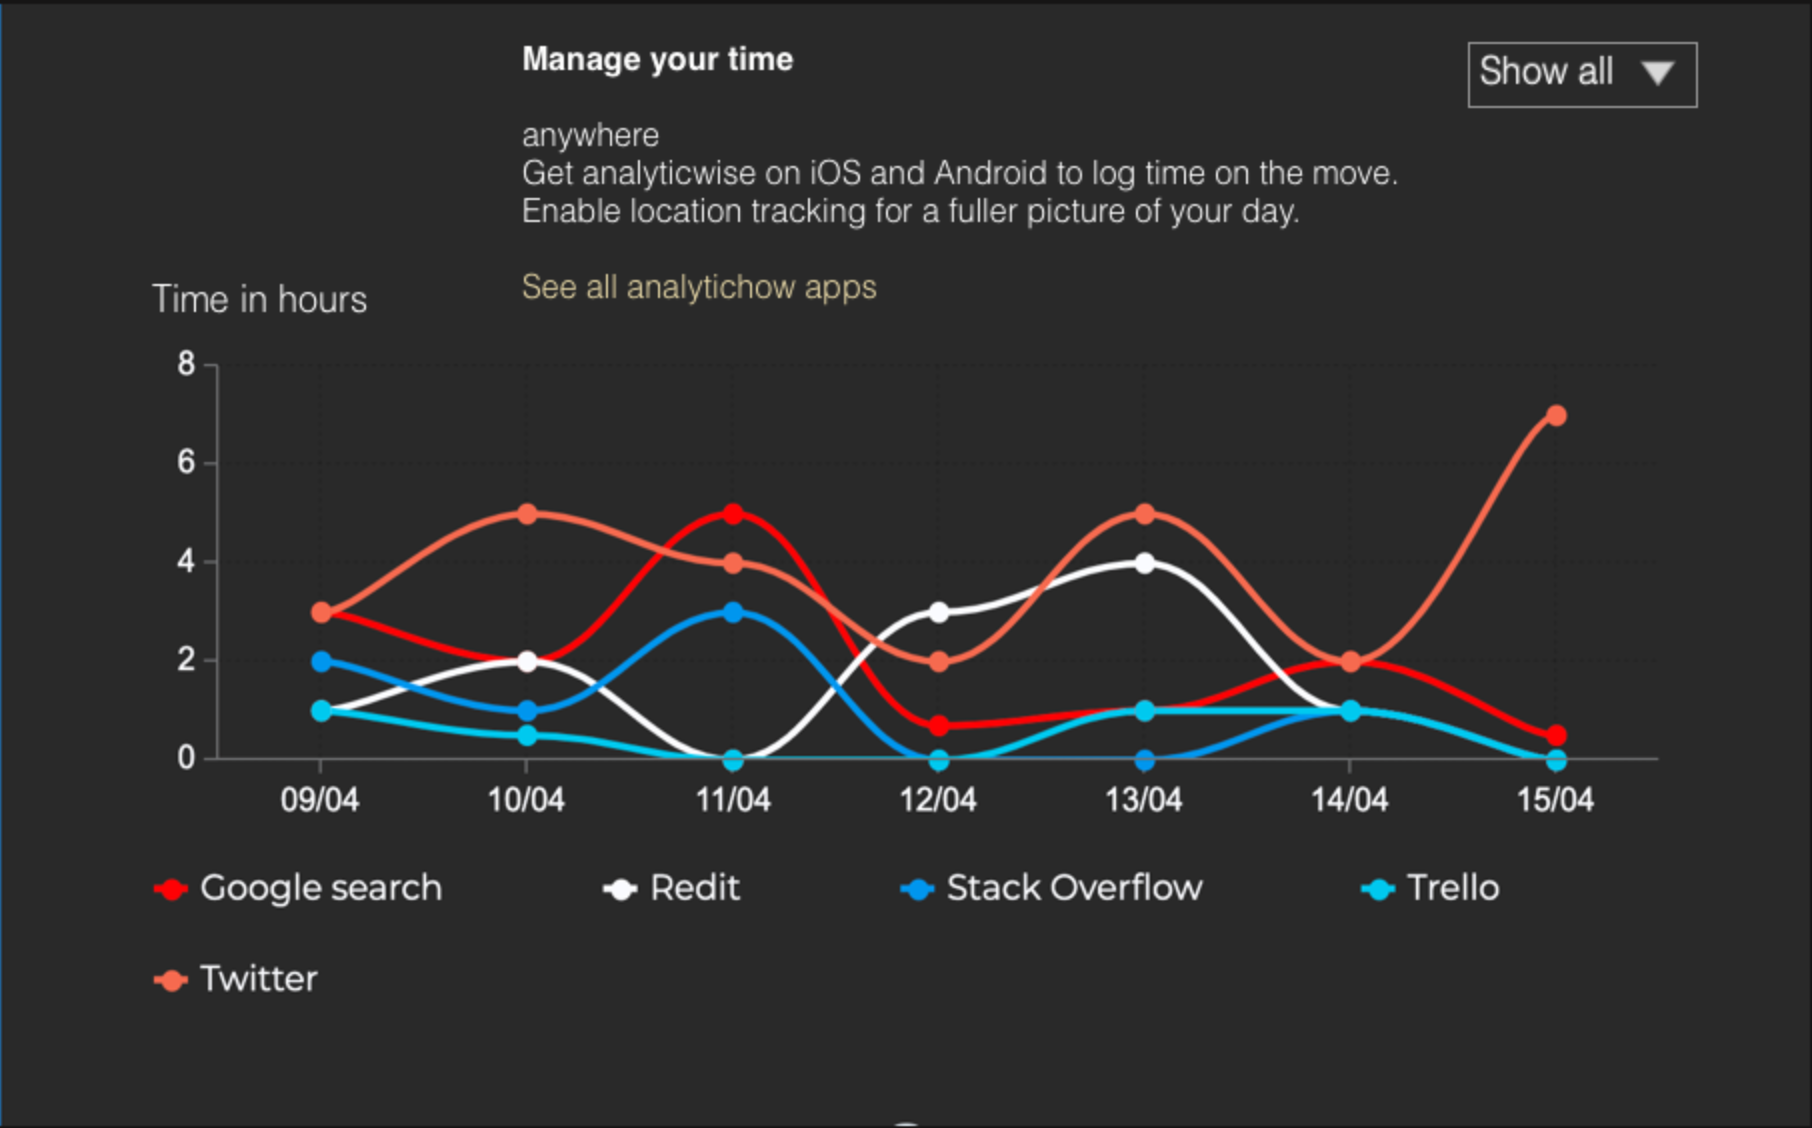 Manage your time
Show all
anywhere
Get analyticwise on iOS and Android to log time on the move.
Enable location tracking for a fuller picture of your day.
See all analytichow apps
Time in hours
8
6
4
2
0
09/04 10/04 11/04 12/04 13/04 14/04 15/04
Google search Redit Stack Overflow Trello
Twitter